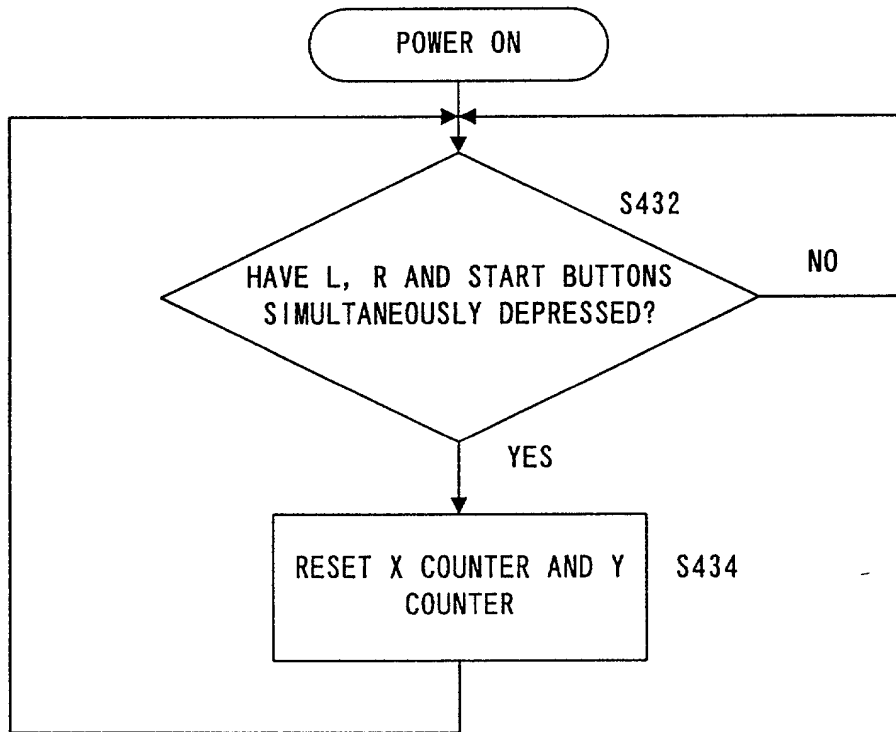 POWER ON
S432
HAVE L, R AND START BUTTONS
SIMULTANEOUSLY DEPRESSED?
NO
YES
RESET X COUNTER AND Y
COUNTER
S434